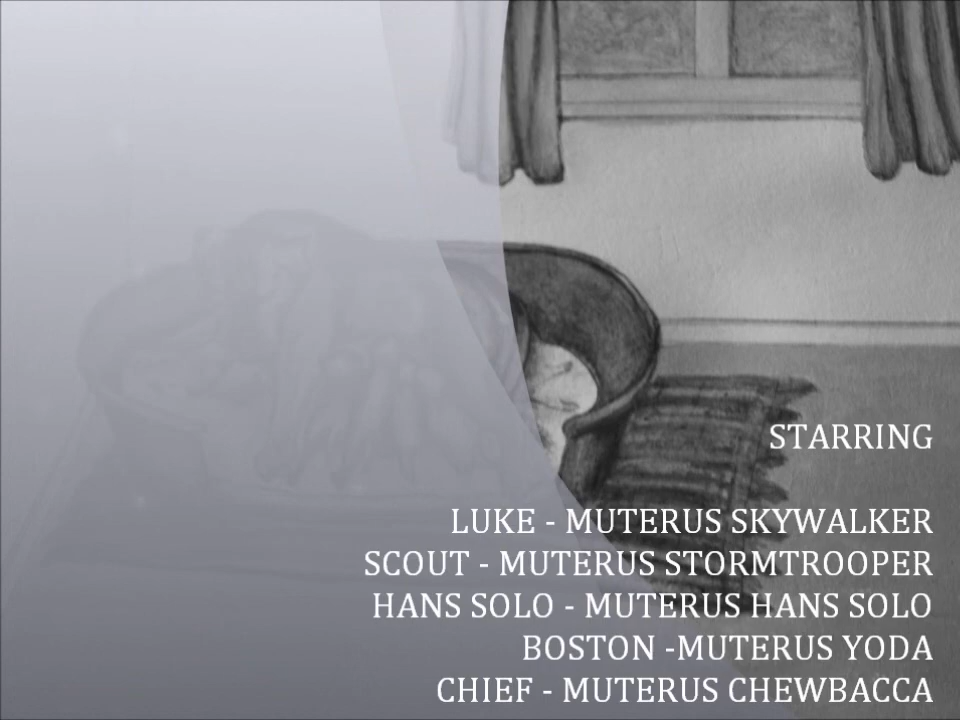 STARRING
LUKE - MUTERUS SKYWALKER
SCOUT - MUTERUS STORMTROOPER
HANS SOLO - MUTERUS HANS SOLO
BOSTON -MUTERUS YODA
CHIEF - MUTERUS CHEWBACCA